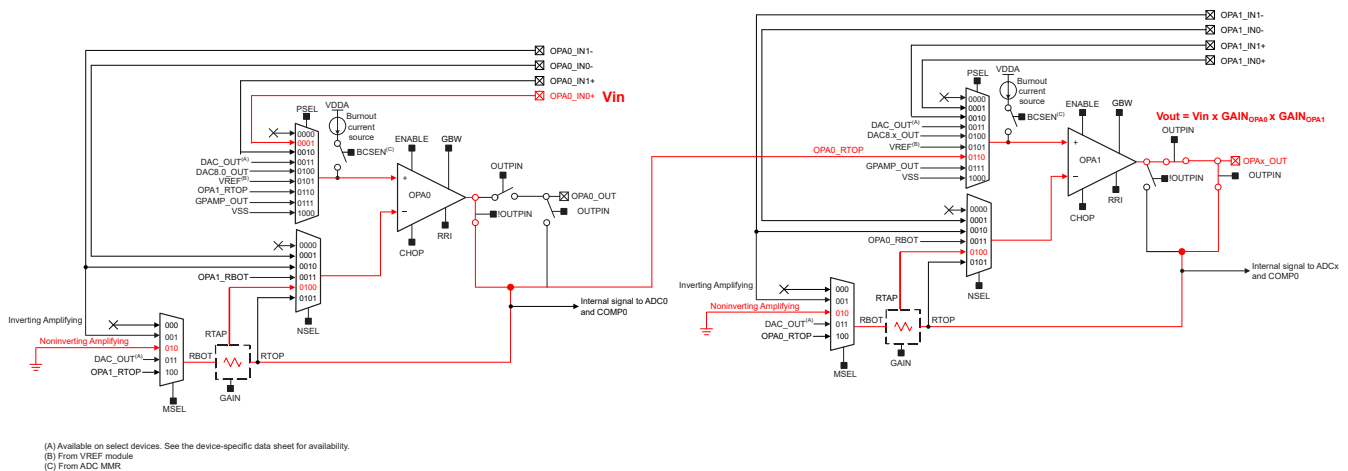 OPA0_IN1-
OPA0_IN0-
OPA0_IN1+
OPA0_IN0+ Vin
PSEL
VDDA
Burnout
current
source
BCSEN(C)
0000
0001
0010
0011
0100
0101
0110
0111
1000
DAC_OUT(A)
DAC8.0_OUT
VREF(B)
OPA1_RTOP
GPAMP_OUT
VSS
ENABLE
GBW
+
OPA0
−
CHOP
RRI
OUTPIN
!OUTPIN
OPA0_OUT
OUTPIN
0000
0001
0010
0011
0100
0101
OPA1_RBOT
NSEL
Internal signal to ADC0
and COMP0
Inverting Amplifying
Noninverting Amplifying
DAC_OUT(A)
OPA1_RTOP
000
001
010
011
100
MSEL
RBOT
RTAP
RTOP
GAIN
OPA1_IN1-
OPA1_IN0-
OPA1_IN1+
OPA1_IN0+
PSEL
VDDA
Burnout
current
source
BCSEN(C)
0000
0001
0010
0011
0100
0101
0110
0111
1000
DAC_OUT(A)
DAC8.x_OUT
VREF(B)
OPA0_RTOP
GPAMP_OUT
VSS
ENABLE
GBW
+
OPA1
−
CHOP
RRI
Vout = Vin x GAINOPA0 x GAINOPA1
OUTPIN
!OUTPIN
OPAx_OUT
OUTPIN
0000
0001
0010
0011
0100
0101
OPA0_RBOT
NSEL
Internal signal to ADCx
and COMP0
Inverting Amplifying
Noninverting Amplifying
DAC_OUT(A)
OPA0_RTOP
000
001
010
011
100
MSEL
RBOT
RTAP
RTOP
GAIN
(A) Available on select devices. See the device-specific data sheet for availability.
(B) From VREF module
(C) From ADC MMR